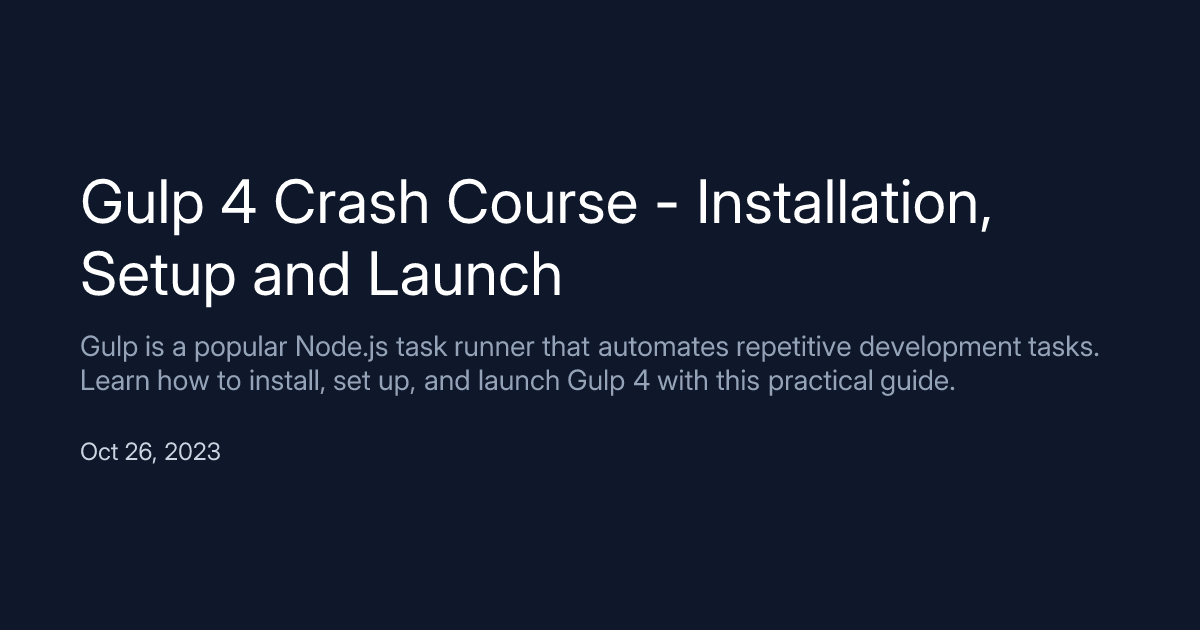 Gulp 4 Crash Course - Installation,
Setup and Launch
Gulp is a popular Node.js task runner that automates repetitive development tasks.
Learn how to install, set up, and launch Gulp 4 with this practical guide.
Oct 26, 2023